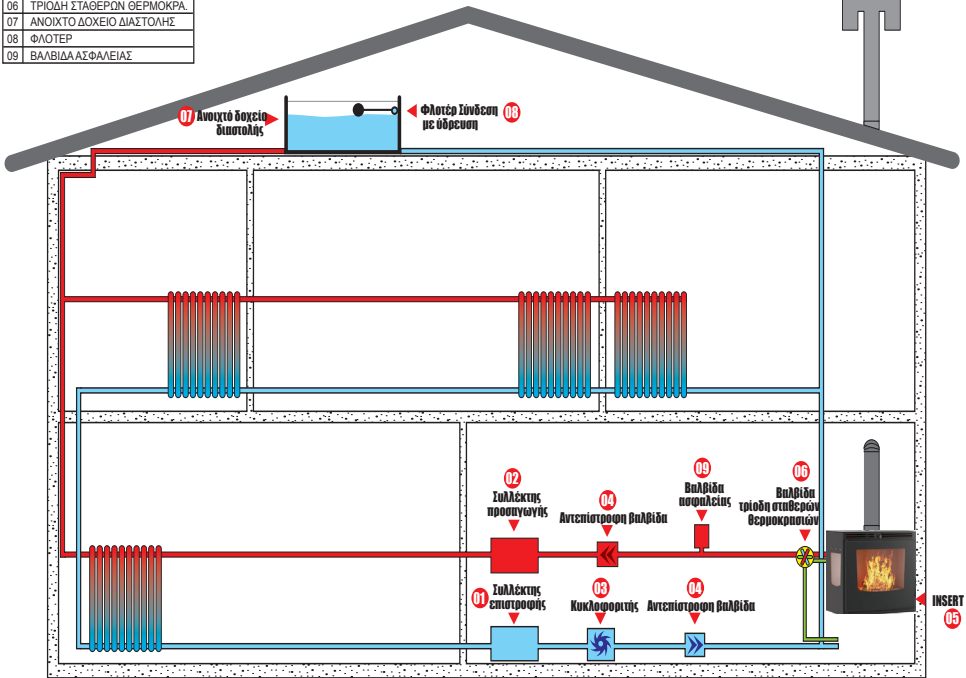 06 ΤΡΙΟΔΗ ΣΤΑΘΕΡΩΝ ΘΕΡΜΟΚΡΑ.
07 ΑΝΟΙΧΤΟ ΔΟΧΕΙΟ ΔΙΑΣΤΟΛΗΣ
08 ΦΛΟΤΕΡ
09 ΒΑΛΒΙΔΑ ΑΣΦΑΛΕΙΑΣ
07 Ανοιχτό δοχείο
διαστολής
Φλοτέρ Σύνδεση
με ύδρευση
08
02
Συλλέκτης
προσαγωγής
04
Αντεπίστροφη βαλβίδα
09
Βαλβίδα
ασφαλείας
06
Βαλβίδα
τρίοδη σταθερών
θερμοκρασιών
01
Συλλέκτης
επιστροφής
03
Κυκλοφοριτής
04
Αντεπίστροφη βαλβίδα
INSERT
05